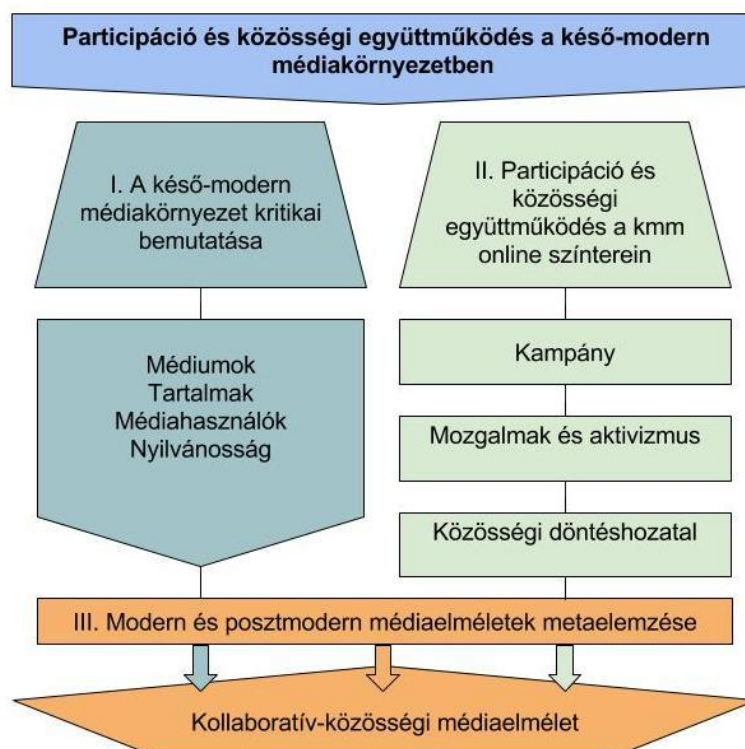 Participáció és közösségi együttműködés a késő-modern
médiakörnyezetben
I. A késő-modern
médiakörnyezet kritikai
bemutatása
Médiumok
Tartalmak
Médiahasználók
Nyilvánosság
II. Participáció és
közösségi
együttműködés a kmm
online színterein
Kampány
Mozgalmak és aktivizmus
Közösségi döntéshozatal
III. Modern és posztmodern médiaelméletek metaelemzése
Kollaboratív-közösségi médiaelmélet